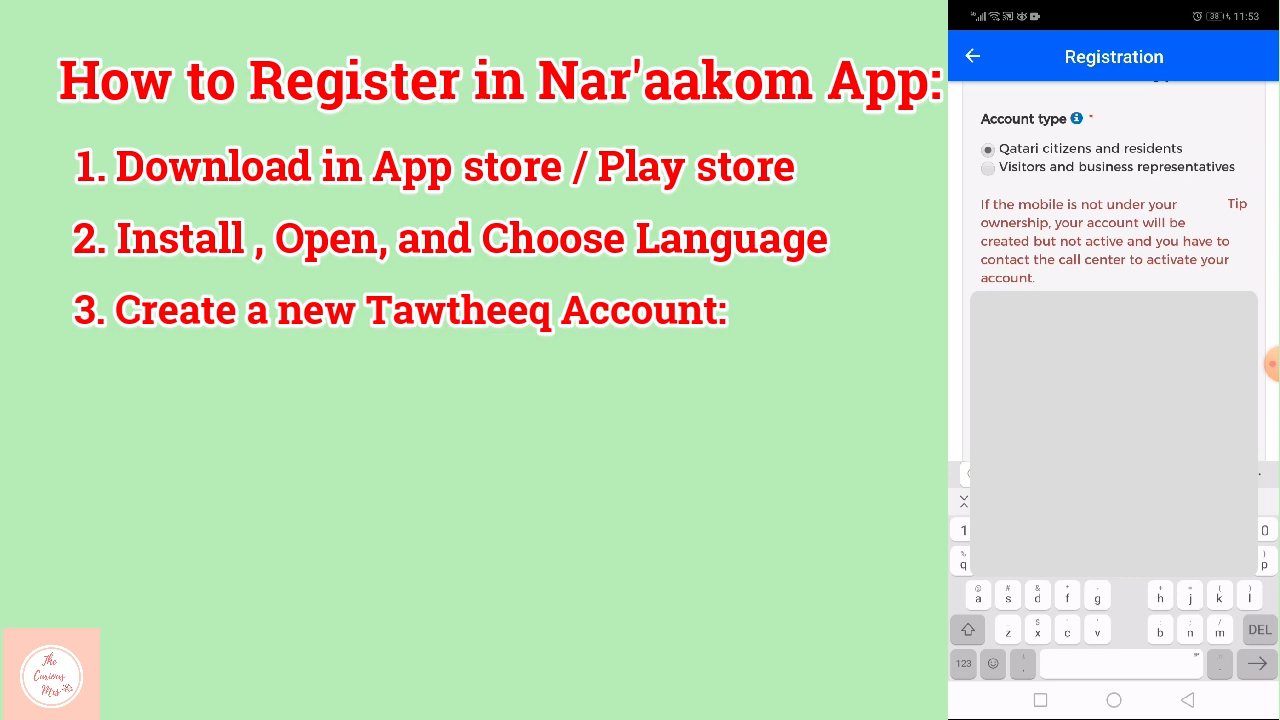 How to Register in Nar'aakom App:
1. Download in App store / Play store
2. Install , Open, and Choose Language
3. Create a new Tawtheeq Account:
The
Curious
Mrs
38
11:53
Registration
Account type
*
Qatari citizens and residents
Visitors and business representatives
If the mobile is not under your
ownership, your account will be
created but not active and you have to
contact the call center to activate your
account.
Tip
1 0
q p
a s d f g h j k l
z x c v b n m DEL
123